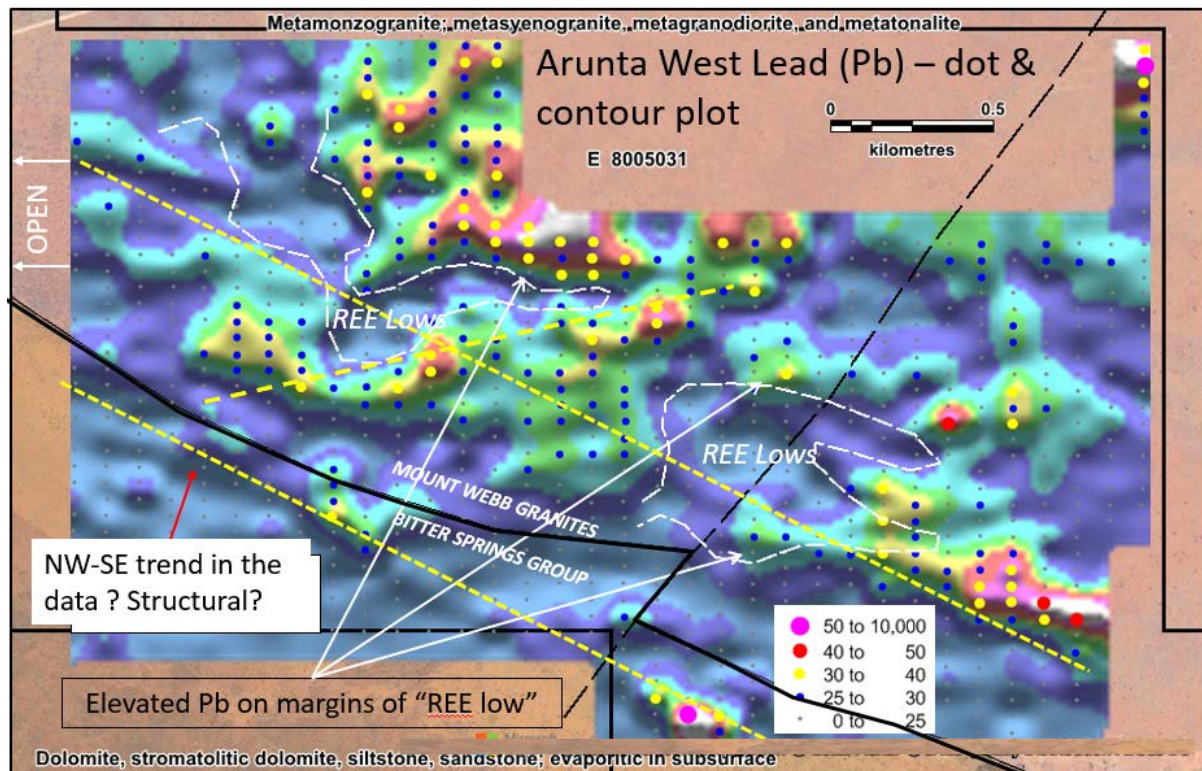 Metamonzogranite; metasyenogranite, metagranodiorite, and metatonalite
Arunta West Lead (Pb) – dot &
contour plot
0 0.5
kilometres
E 8005031
OPEN
REE Lows
REE Lows
MOUNT WEBB GRANITES
BITTER SPRINGS GROUP
NW-SE trend in the
data ? Structural?
50 to 10,000
40 to 50
30 to 40
25 to 30
0 to 25
Elevated Pb on margins of “REE low”
Dolomite, stromatolitic dolomite, siltstone, sandstone; evaporitic in subsurface